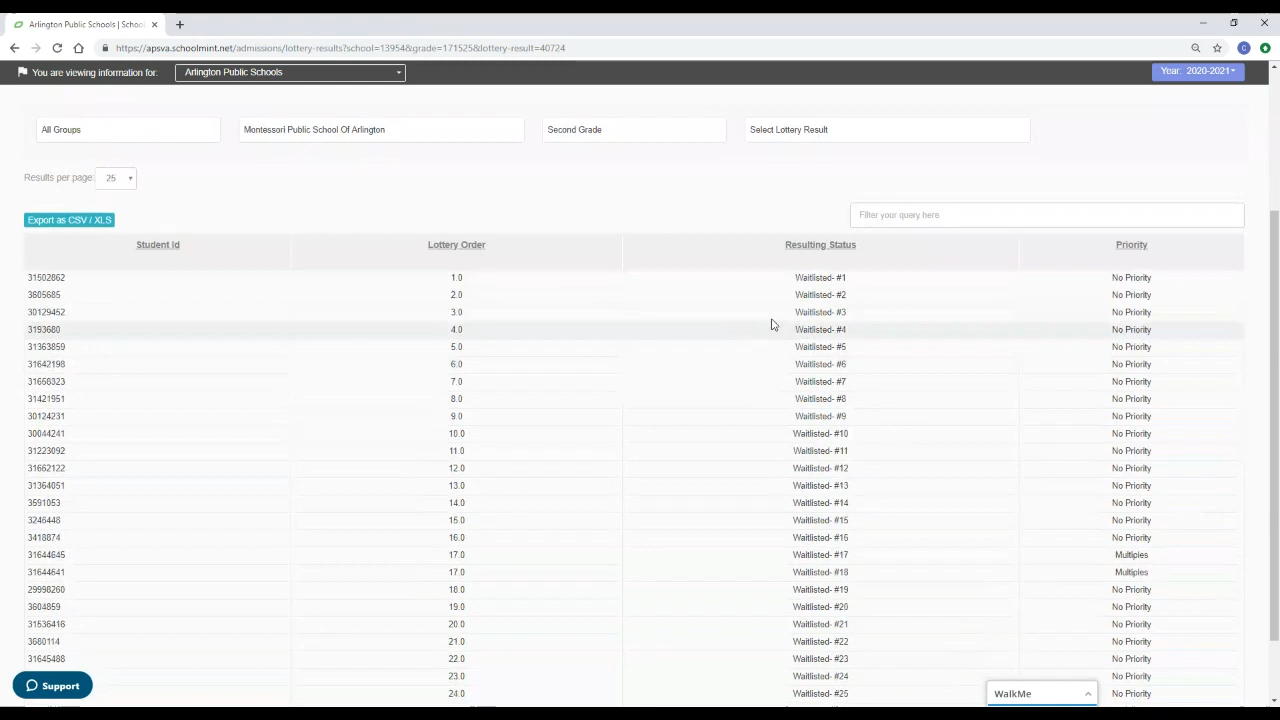 Arlington Public Schools | School
https://apsva.schoolmint.net/admissions/lottery-results?school=13954&grade=171525&lottery-result=40724
You are viewing information for: Arlington Public Schools Year: 2020-2021
All Groups Montessori Public School Of Arlington Second Grade Select Lottery Result
Results per page: 25
Export as CSV / XLS Filter your query here
Student Id Lottery Order Resulting Status Priority
31502862 1.0 Waitlisted- #1 No Priority
3605685 2.0 Waitlisted- #2 No Priority
30129452 3.0 Waitlisted- #3 No Priority
3193680 4.0 Waitlisted- #4 No Priority
31363859 5.0 Waitlisted- #5 No Priority
31642198 6.0 Waitlisted- #6 No Priority
31656323 7.0 Waitlisted- #7 No Priority
31421951 8.0 Waitlisted- #8 No Priority
30124231 9.0 Waitlisted- #9 No Priority
30044241 10.0 Waitlisted- #10 No Priority
31223092 11.0 Waitlisted- #11 No Priority
31662122 12.0 Waitlisted- #12 No Priority
31364051 13.0 Waitlisted- #13 No Priority
3591053 14.0 Waitlisted- #14 No Priority
3246448 15.0 Waitlisted- #15 No Priority
3418874 16.0 Waitlisted- #16 No Priority
31644645 17.0 Waitlisted- #17 Multiples
31644641 17.0 Waitlisted- #18 Multiples
29998260 18.0 Waitlisted- #19 No Priority
3604859 19.0 Waitlisted- #20 No Priority
31536416 20.0 Waitlisted- #21 No Priority
3680114 21.0 Waitlisted- #22 No Priority
31645488 22.0 Waitlisted- #23 No Priority
23.0 Waitlisted- #24 No Priority
Support
24.0 Waitlisted- #25 No Priority
WalkMe